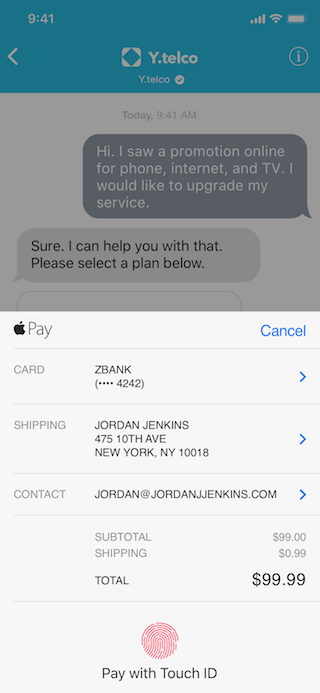 9:41
Y.telco
Y.telco
Today, 9:41 AM
Hi. I saw a promotion online
for phone, internet, and TV. I
would like to upgrade my
service.
Sure. I can help you with that.
Please select a plan below.
Pay
Cancel
CARD
ZBANK
(•••• 4242)
SHIPPING
JORDAN JENKINS
475 10TH AVE
NEW YORK, NY 10018
CONTACT
JORDAN@JORDANJJENKINS.COM
SUBTOTAL $99.00
SHIPPING $0.99
TOTAL $99.99
Pay with Touch ID